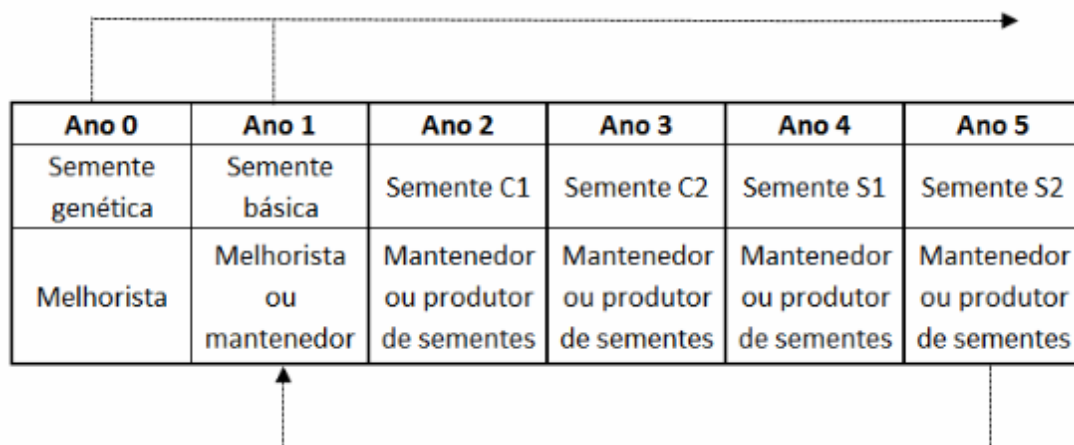 Ano 0 Ano 1 Ano 2 Ano 3 Ano 4 Ano 5
Semente genética Semente básica Semente C1 Semente C2 Semente S1 Semente S2
Melhorista Melhorista ou mantenedor Mantenedor ou produtor de sementes Mantenedor ou produtor de sementes Mantenedor ou produtor de sementes Mantenedor ou produtor de sementes